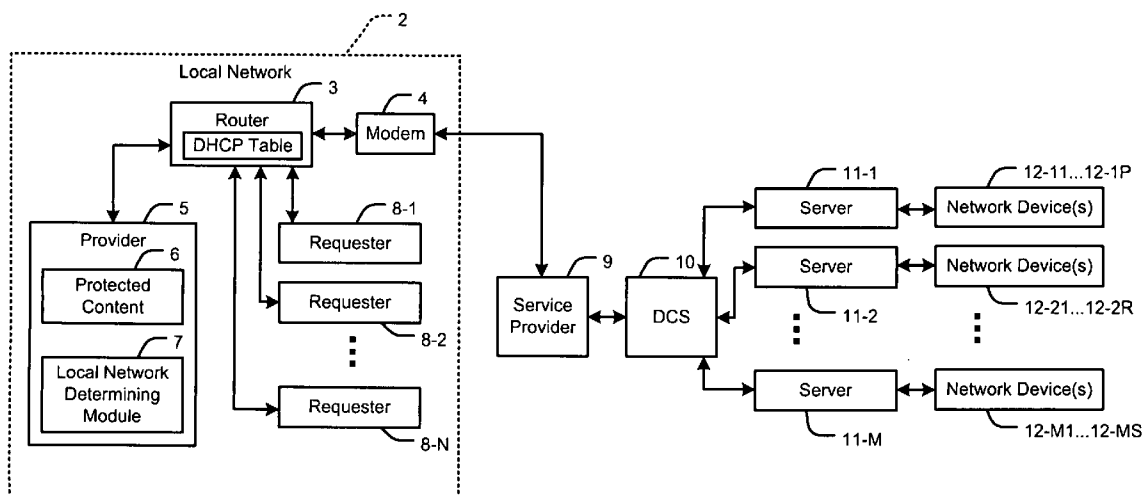 2
Local Network
3
Router
DHCP Table
4
Modem
5
Provider
6
Protected
Content
7
Local Network
Determining
Module
8-1
Requester
Requester
8-2
Requester
8-N
9
Service
Provider
10
DCS
11-1
Server
12-11...12-1P
Network Device(s)
Server
11-2
Network Device(s)
12-21...12-2R
Server
11-M
Network Device(s)
12-M1...12-MS